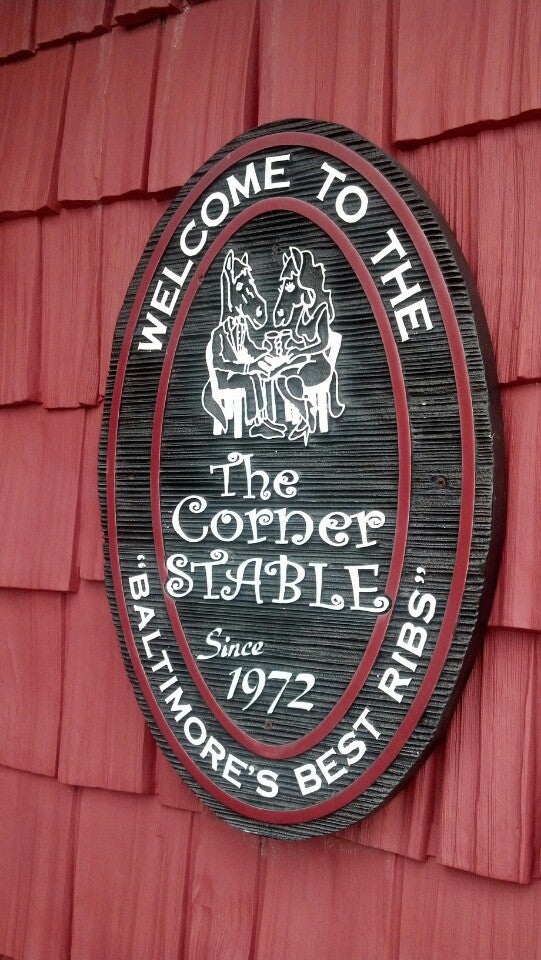 WELCOME TO THE
The
Corner
STABLE
Since
1972
"BALTIMORE'S BEST RIBS"